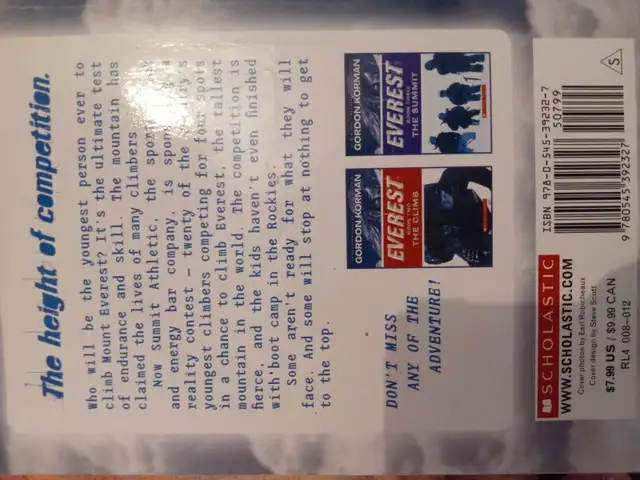 The height of competition.
Who will be the youngest person ever to
climb Mount Everest? It's the ultimate test
of endurance and skill. The mountain has
claimed the lives of many climbers
Now Summit Athletic, the
and energy bar company, is
reality contest — twenty of the
youngest climbers competing for four spots
in a chance to climb Everest, the tallest
mountain in the world. The competition is
fierce, and the kids haven't even finished
with boot camp in the Rockies.
Some aren't ready for what they will
face. And some will stop at nothing to get
to the top.
DON'T MISS
ANY OF THE
ADVENTURE!
GORDON KORMAN
EVEREST
BOOK TWO
THE CLIMB
GORDON KORMAN
EVEREST
BOOK THREE
THE SUMMIT
SCHOLASTIC
WWW.SCHOLASTIC.COM
Cover photos by Earl Robicheaux
Cover design by Steve Scott
$7.99 US / $9.99 CAN
RL4 008-012
ISBN 978-0-545-39232-7
50799
9 780545 392327
S